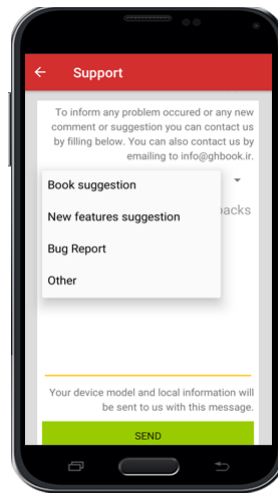 Support
To inform any problem occured or any new
comment or suggestion you can contact us
by filling below. You can also contact us by
emailing to info@ghbook.ir.
Book suggestion
New features suggestion
Bug Report
Other
Your device model and local information will
be sent to us with this message.
SEND